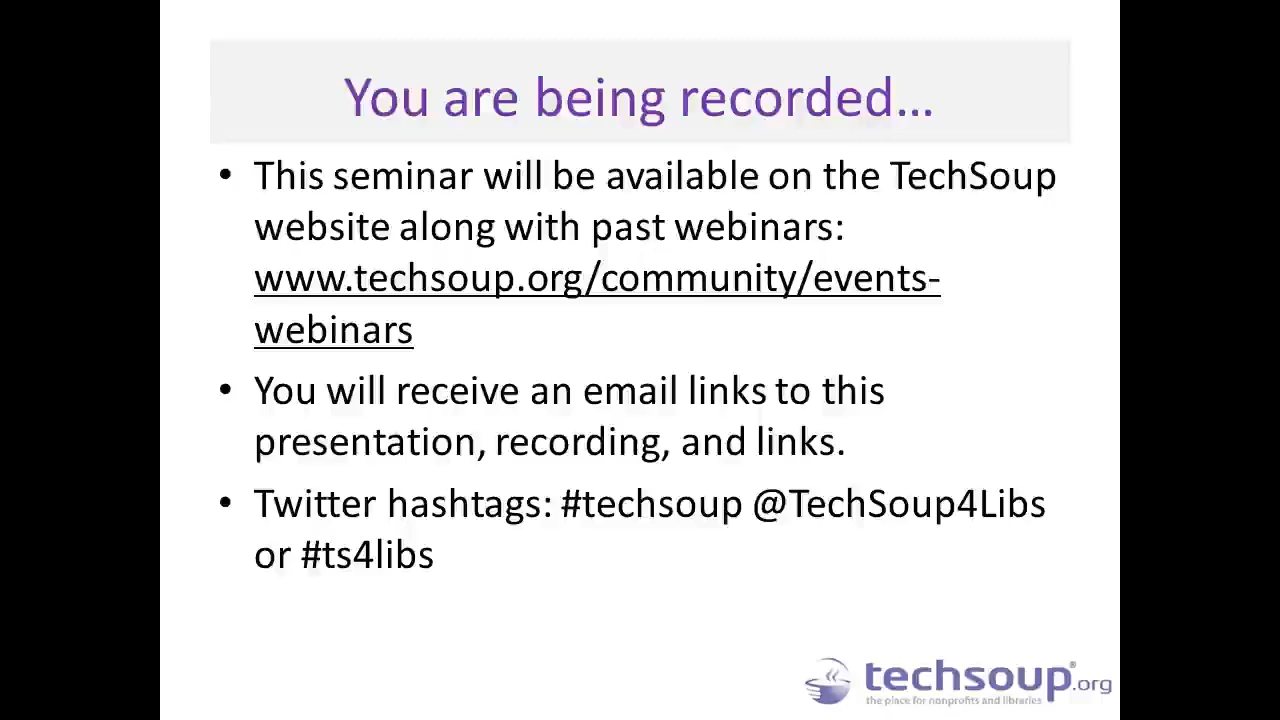 You are being recorded...
• This seminar will be available on the TechSoup
website along with past webinars:
www.techsoup.org/community/events-
webinars
• You will receive an email links to this
presentation, recording, and links.
• Twitter hashtags: #techsoup @TechSoup4Libs
or #ts4libs
techsoup®.org
the place for nonprofits and libraries